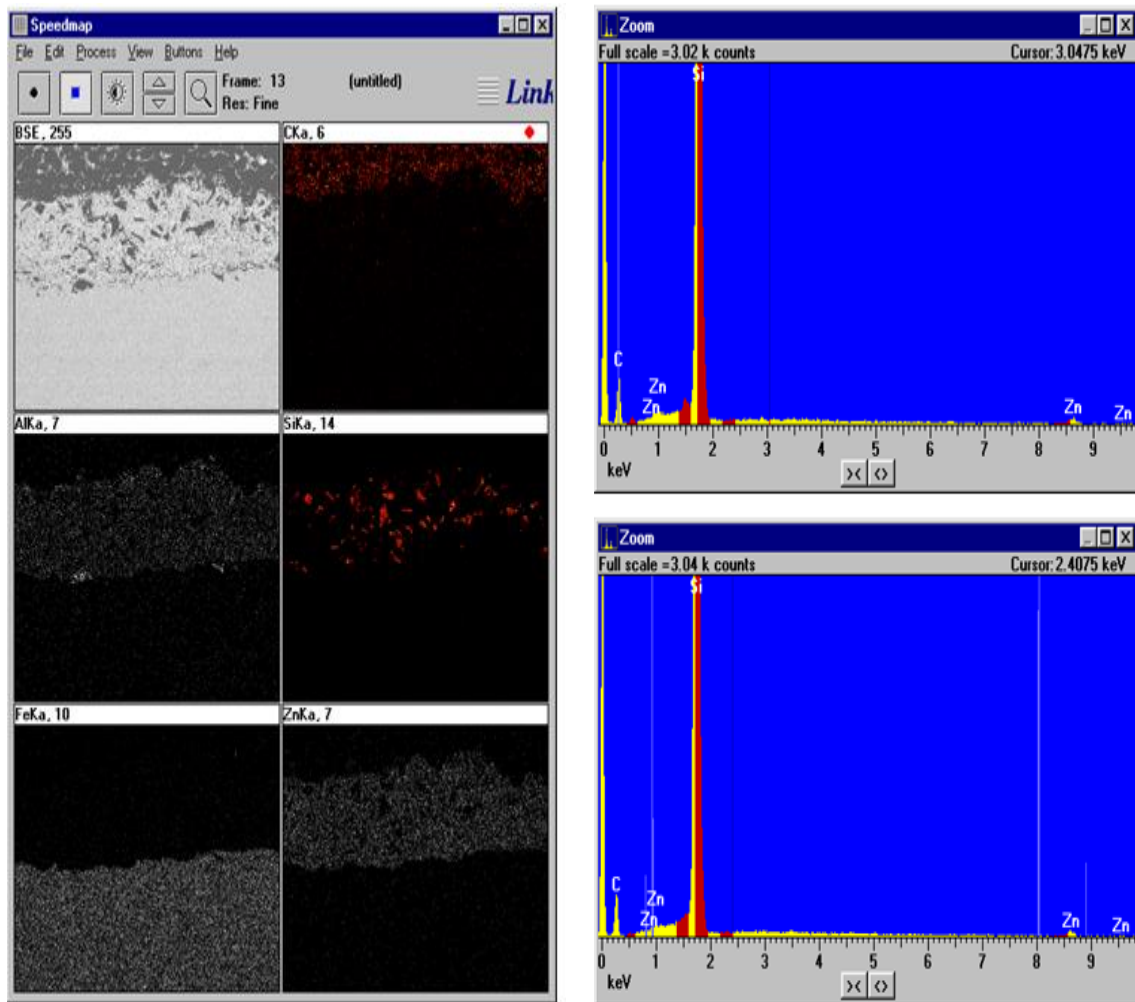 Speedmap
File Edit Process View Buttons Help
Frame: 13 (untitled)
Res: Fine
Link
BSE, 255
CKa, 6
AlKa, 7
SiKa, 14
FeKa, 10
ZnKa, 7
Zoom
Full scale =3.02 k counts Cursor: 3.0475 keV
Si
C
Zn
Zn
Zn
Zn
0 1 2 3 4 5 6 7 8 9
keV
>< <>
Zoom
Full scale =3.04 k counts Cursor: 2.4075 keV
Si
C
Zn
Zn
Zn
Zn
0 1 2 3 4 5 6 7 8 9
keV
>< <>